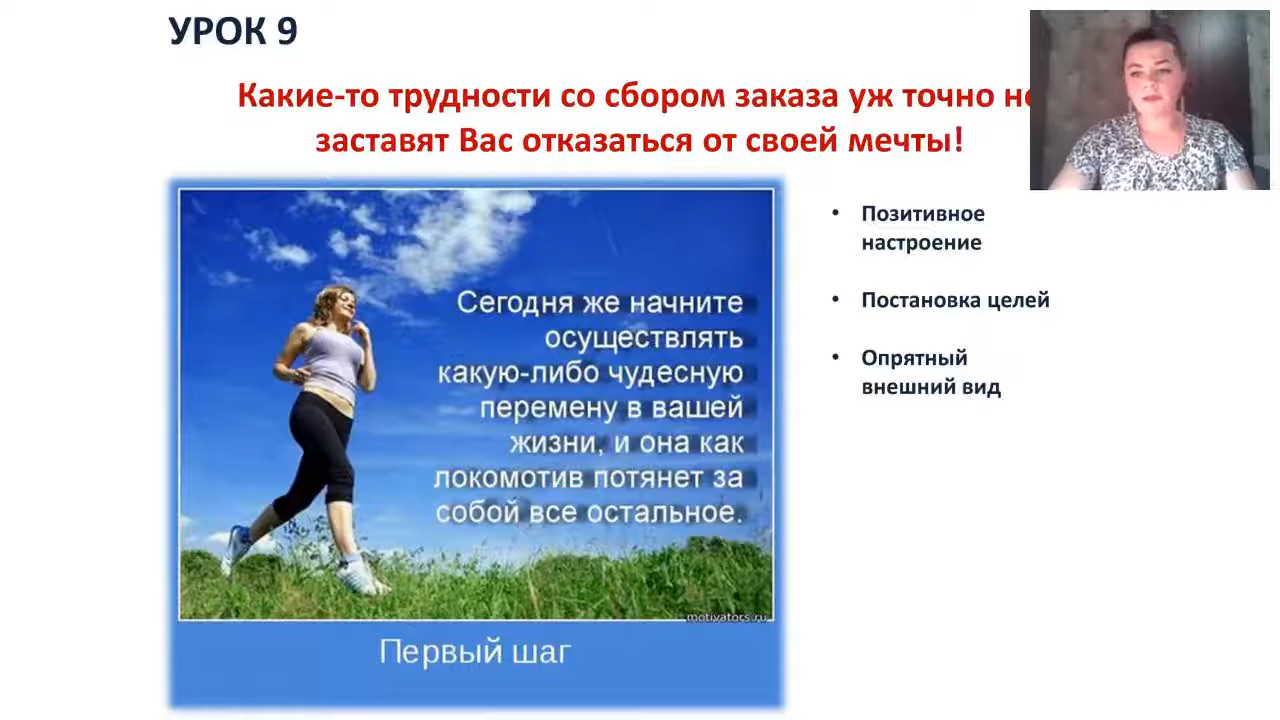 УРОК 9
Какие-то трудности со сбором заказа уж точно
заставят Вас отказаться от своей мечты!
Сегодня же начните
осуществлять
какую-либо чудесную
перемену в вашей
жизни, и она как
локомотив потянет за
собой все остальное.
motivators.ru
Первый шаг
• Позитивное
настроение
• Постановка целей
• Опрятный
внешний вид